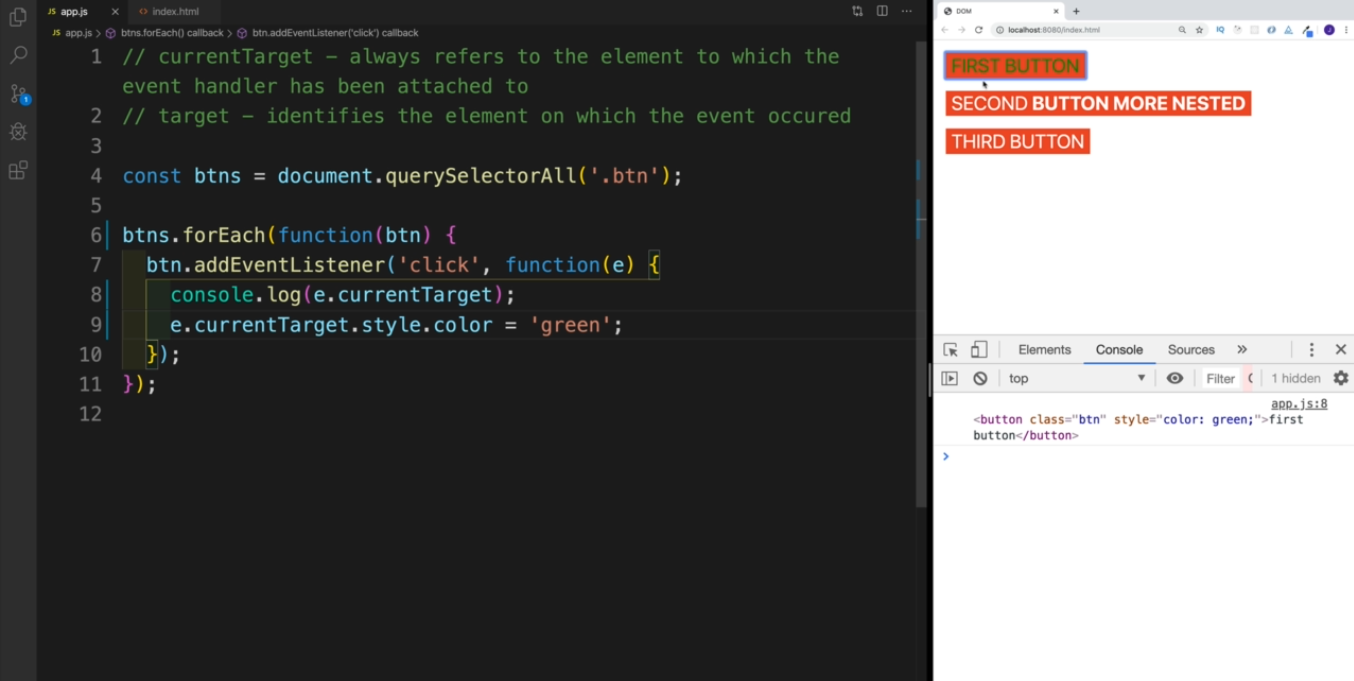 app.js
index.html
app.js > btns.forEach() callback > btn.addEventListener('click') callback
1 // currentTarget – always refers to the element to which the
event handler has been attached to
2 // target – identifies the element on which the event occured
3
4 const btns = document.querySelectorAll('.btn');
5
6 btns.forEach(function(btn) {
7 btn.addEventListener('click', function(e) {
8 console.log(e.currentTarget);
9 e.currentTarget.style.color = 'green';
10 });
11 });
12
1
DOM
localhost:8080/index.html
IQ
J
FIRST BUTTON
SECOND BUTTON MORE NESTED
THIRD BUTTON
Elements Console Sources
top Filter 1 hidden
app.js:8
<button class="btn" style="color: green;">first
button</button>